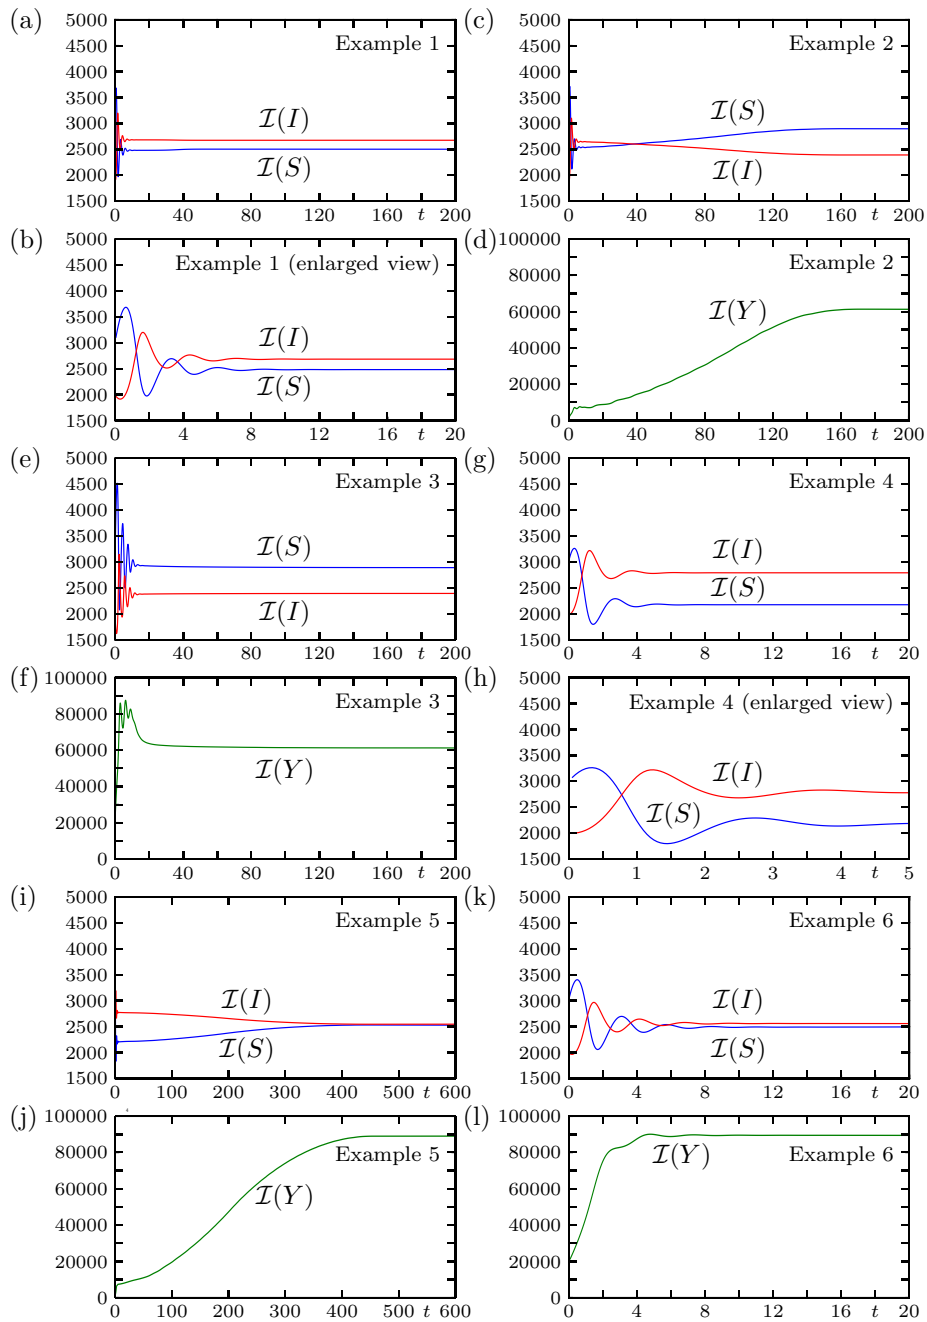 (a)
5000
4500
4000
3500
3000
2500
2000
1500
Example 1
I(I)
I(S)
0 40 80 120 160 t 200
(c)
5000
4500
4000
3500
3000
2500
2000
1500
Example 2
I(S)
I(I)
0 40 80 120 160 t 200
(b)
5000
4500
4000
3500
3000
2500
2000
1500
Example 1 (enlarged view)
I(I)
I(S)
0 4 8 12 16 t 20
(d)
100000
80000
60000
40000
20000
0
Example 2
I(Y)
0 40 80 120 160 t 200
(e)
5000
4500
4000
3500
3000
2500
2000
1500
Example 3
I(S)
I(I)
0 40 80 120 160 t 200
(g)
5000
4500
4000
3500
3000
2500
2000
1500
Example 4
I(I)
I(S)
0 4 8 12 16 t 20
(f)
100000
80000
60000
40000
20000
0
Example 3
I(Y)
0 40 80 120 160 t 200
(h)
5000
4500
4000
3500
3000
2500
2000
1500
Example 4 (enlarged view)
I(I)
I(S)
0 1 2 3 4 t 5
(i)
5000
4500
4000
3500
3000
2500
2000
1500
Example 5
I(I)
I(S)
0 100 200 300 400 500 t 600
(k)
5000
4500
4000
3500
3000
2500
2000
1500
Example 6
I(I)
I(S)
0 4 8 12 16 t 20
(j)
100000
80000
60000
40000
20000
0
Example 5
I(Y)
0 100 200 300 400 500 t 600
(l)
100000
80000
60000
40000
20000
0
I(Y)
Example 6
0 4 8 12 16 t 20